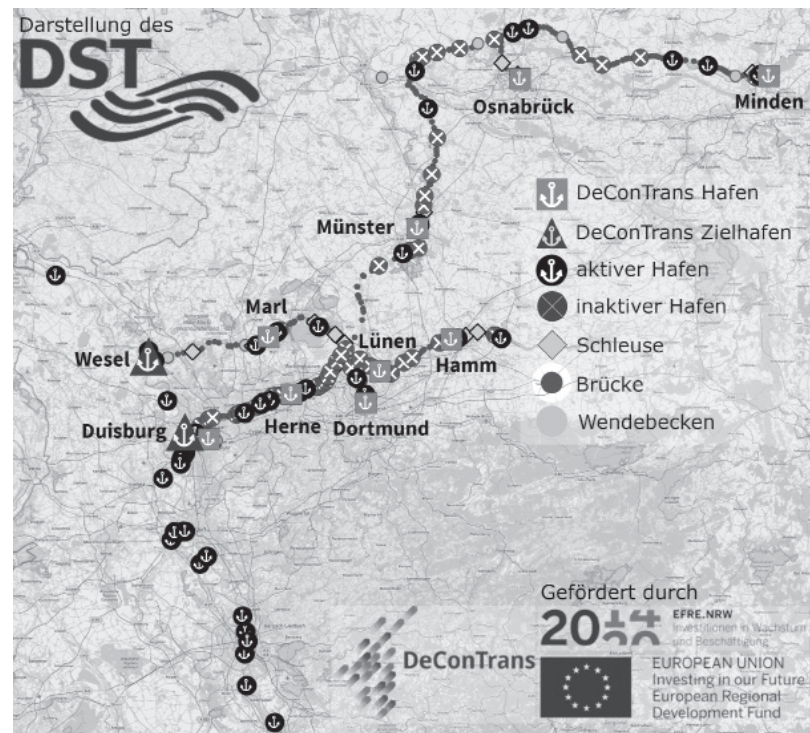 Darstellung des
DST
Osnabrück
Minden
DeConTrans Hafen
Münster
DeConTrans Zielhafen
aktiver Hafen
inaktiver Hafen
Marl
Schleuse
Lünen
Wesel
Hamm
Brücke
Wendebecken
Duisburg
Herne
Dortmund
Gefördert durch
EFRE.NRW
Investitionen in Wachstum
und Beschäftigung
DeConTrans
EUROPEAN UNION
Investing in our Future
European Regional
Development Fund